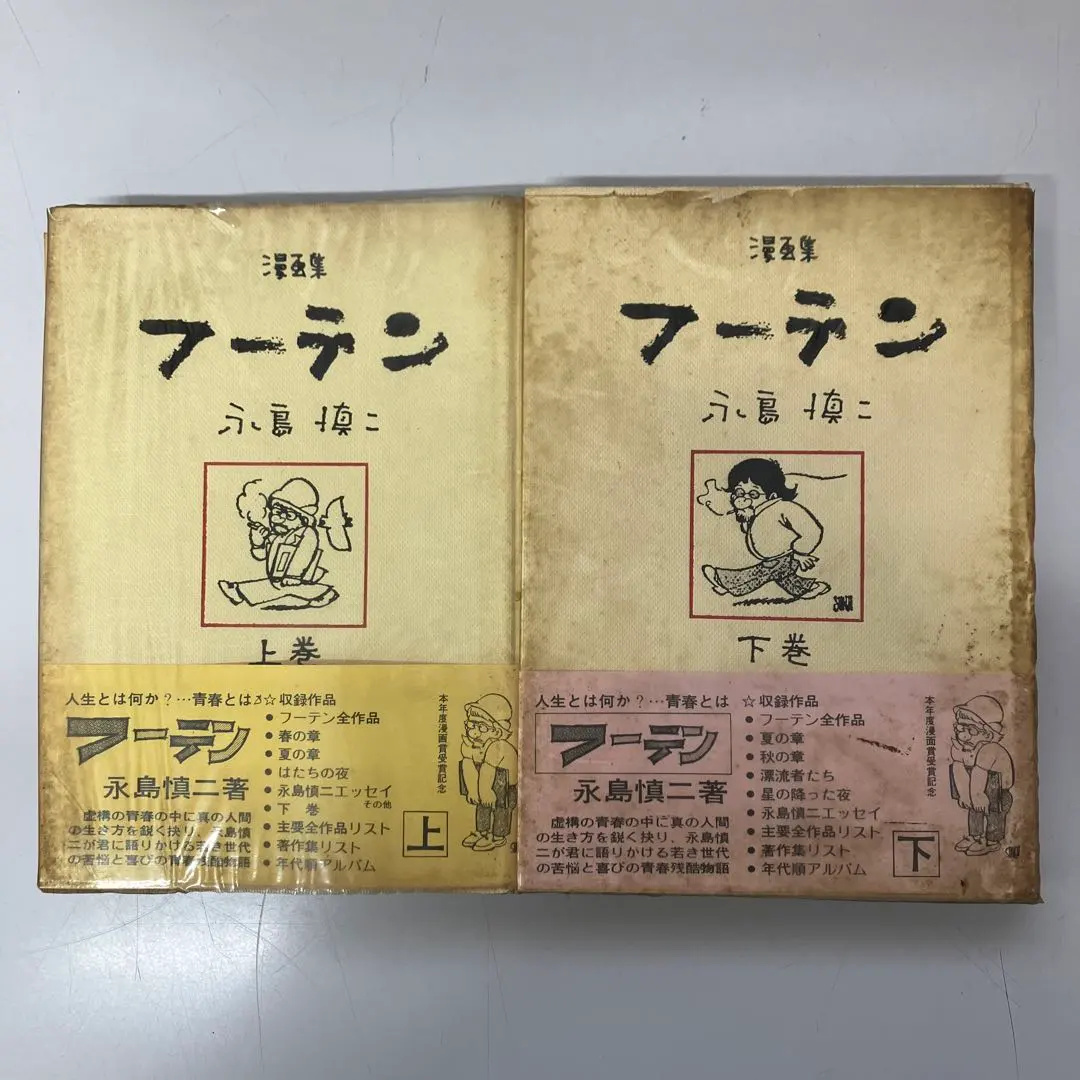 漫画集
フーテン
永島慎二
上巻
人生とは何か?…青春とは
フーテン
永島慎二著
虚構の青春の中に真の人間
の生き方を鋭く抉り、永島慎
二が君に語りかける若き世代
の苦悩と喜びの青春残酷物語
☆収録作品
●フーテン全作品
●春の章
●夏の章
●はたちの夜
●永島慎二エッセイ
その他
●下巻
●主要全作品リスト
●著作集リスト
●年代順アルバム
上
本年度漫画賞受賞記念
漫画集
フーテン
永島慎二
下巻
人生とは何か?…青春とは
フーテン
永島慎二著
虚構の青春の中に真の人間
の生き方を鋭く抉り、永島慎
二が君に語りかける若き世代
の苦悩と喜びの青春残酷物語
☆収録作品
●フーテン全作品
●夏の章
●秋の章
●漂流者たち
●星の降った夜
●永島慎二エッセイ
●主要全作品リスト
●著作集リスト
●年代順アルバム
下
本年度漫画賞受賞記念